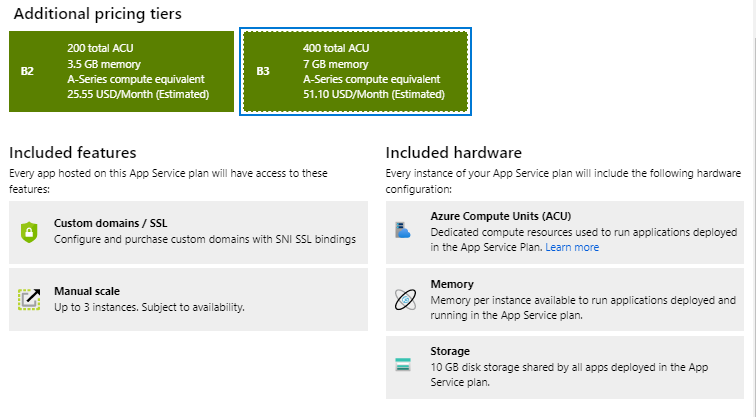 Additional pricing tiers
B2
200 total ACU
3.5 GB memory
A-Series compute equivalent
25.55 USD/Month (Estimated)
B3
400 total ACU
7 GB memory
A-Series compute equivalent
51.10 USD/Month (Estimated)
Included features
Every app hosted on this App Service plan will have access to these
features:
Custom domains / SSL
Configure and purchase custom domains with SNI SSL bindings
Manual scale
Up to 3 instances. Subject to availability.
Included hardware
Every instance of your App Service plan will include the following hardware
configuration:
Azure Compute Units (ACU)
Dedicated compute resources used to run applications deployed
in the App Service Plan. Learn more
Memory
Memory per instance available to run applications deployed and
running in the App Service plan.
Storage
10 GB disk storage shared by all apps deployed in the App
Service plan.